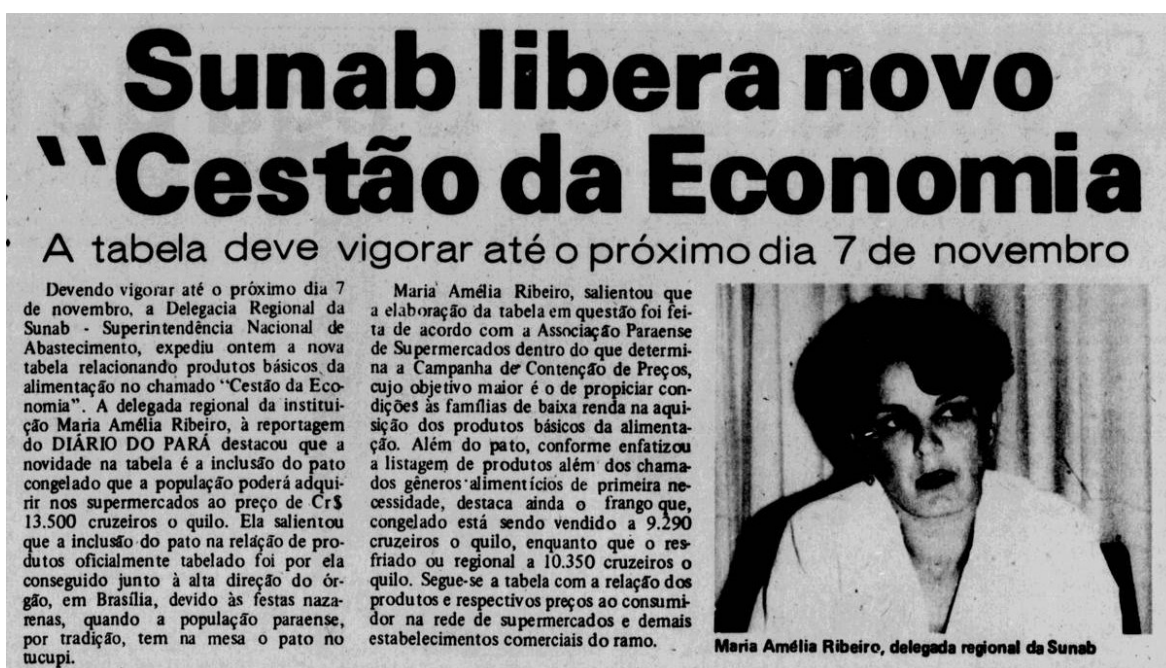 Sunab libera novo
"Cestão da Economia
A tabela deve vigorar até o próximo dia 7 de novembro
Devendo vigorar até o próximo dia 7
de novembro, a Delegacia Regional da
Sunab - Superintendência Nacional de
Abastecimento, expediu ontem a nova
tabela relacionando produtos básicos da
alimentação no chamado "Cestão da Eco-
nomia". A delegada regional da institui-
ção Maria Amélia Ribeiro, à reportagem
do DIÁRIO DO PARÁ destacou que a
novidade na tabela é a inclusão do pato
congelado que a população poderá adqui-
rir nos supermercados ao preço de Cr$
13.500 cruzeiros o quilo. Ela salientou
que a inclusão do pato na relação de pro-
dutos oficialmente tabelado foi por ela
conseguido junto à alta direção do ór-
gão, em Brasília, devido às festas naza-
renas, quando a população paraense,
por tradição, tem na mesa o pato no
tucupi.
Maria Amélia Ribeiro, salientou que
a elaboração da tabela em questão foi fei-
ta de acordo com a Associação Paraense
de Supermercados dentro do que determi-
na a Campanha de Contenção de Preços,
cujo objetivo maior é o de propiciar con-
dições às famílias de baixa renda na aqui-
sição dos produtos básicos da alimenta-
ção. Além do pato, conforme enfatizou
a listagem de produtos além dos chama-
dos gêneros alimentícios de primeira ne-
cessidade, destaca ainda o frango que,
congelado está sendo vendido a 9.290
cruzeiros o quilo, enquanto que o res-
friado ou regional a 10.350 cruzeiros o
quilo. Segue-se a tabela com a relação dos
produtos e respectivos preços ao consumi-
dor na rede de supermercados e demais
estabelecimentos comerciais do ramo.
Maria Amélia Ribeiro, delegada regional da Sunab